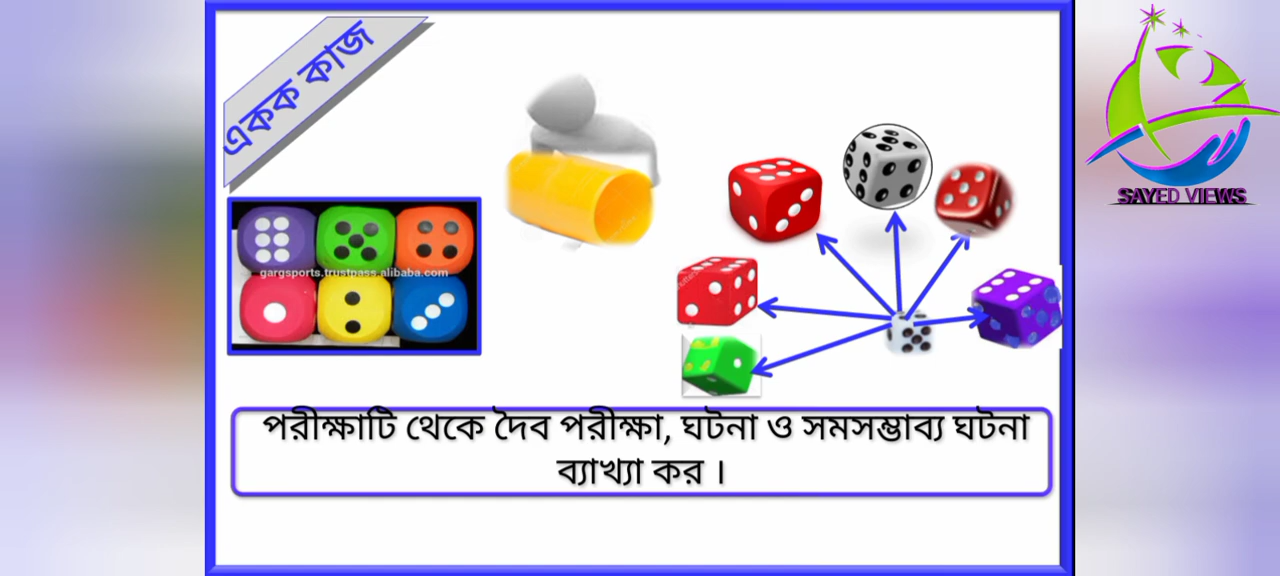 একক কাজ
SAYED VIEWS
gargsports.trustpass.alibaba.com
পরীক্ষাটি থেকে দৈব পরীক্ষা, ঘটনা ও সমসম্ভাব্য ঘটনা
ব্যাখ্যা কর ।